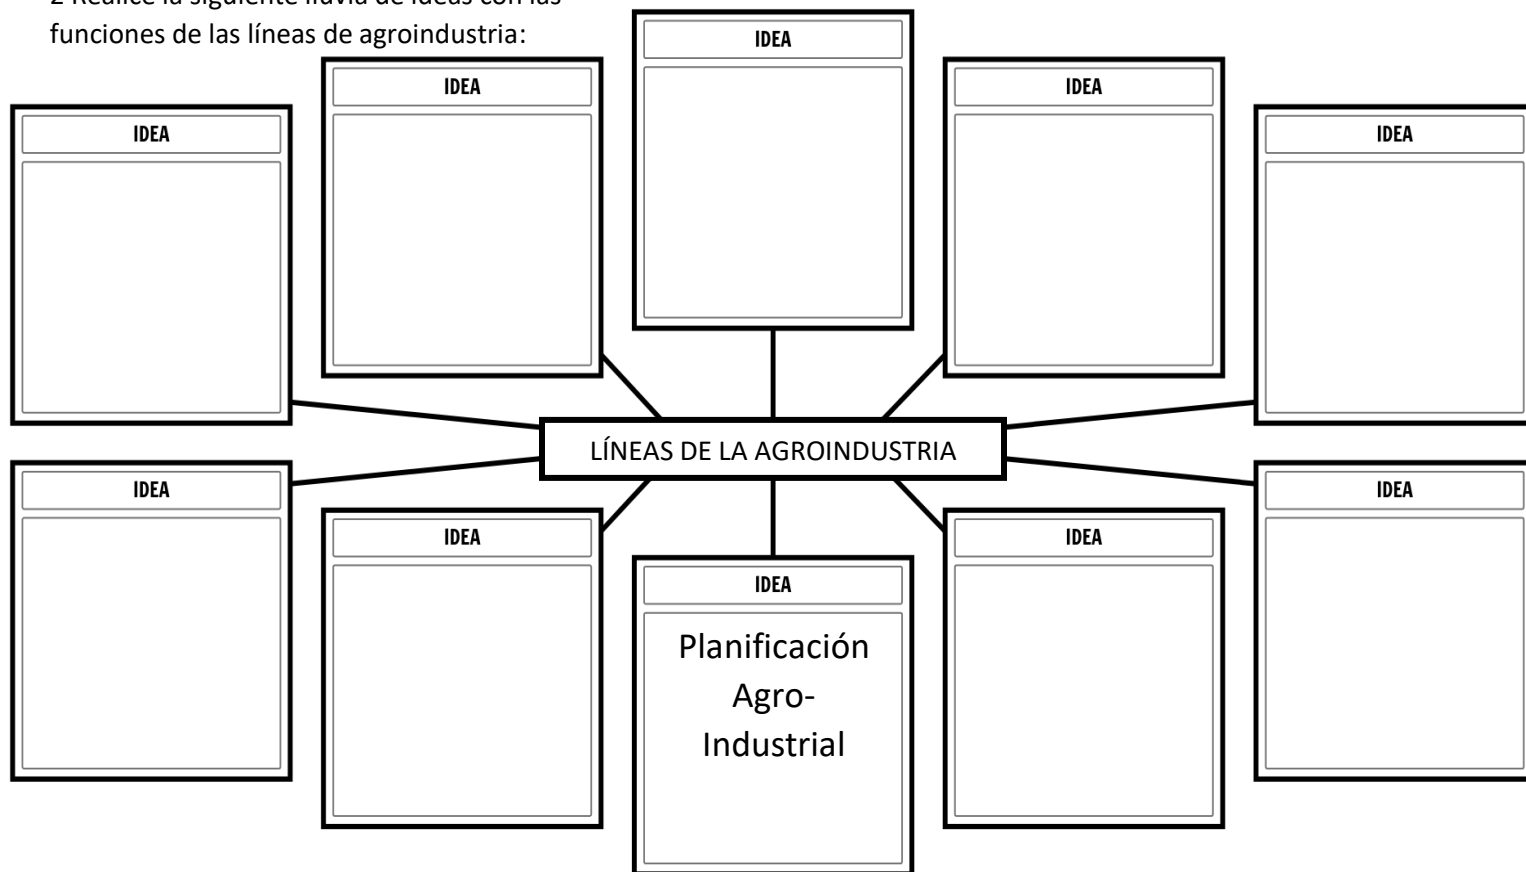 2 Realice la siguiente lluvia de ideas con las
funciones de las líneas de agroindustria:
IDEA
IDEA
IDEA
IDEA
IDEA
LÍNEAS DE LA AGROINDUSTRIA
IDEA
IDEA
IDEA
Planificación
Agro-
Industrial
IDEA
IDEA